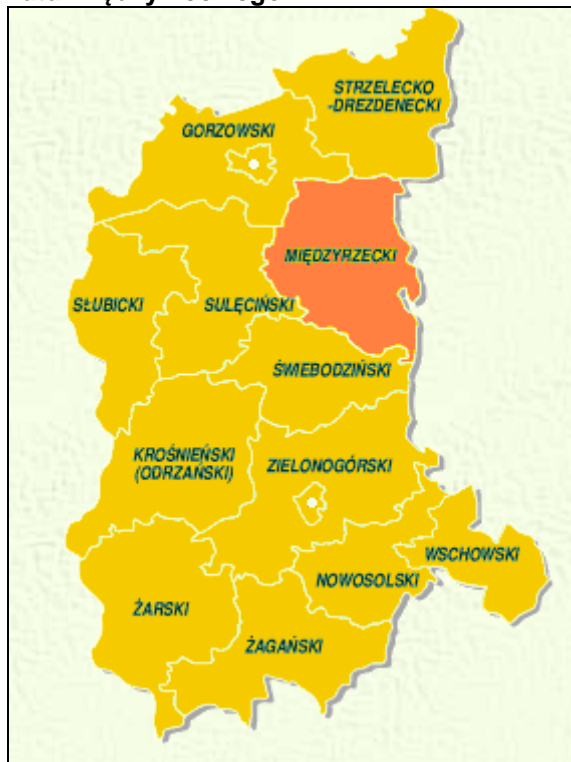 STRZELECKO
-DREZDENECKI
GORZOWSKI
MIĘDZYRZECKI
SŁUBICKI
SULĘCIŃSKI
ŚWIEBODZIŃSKI
KROŚNIEŃSKI
(ODRZAŃSKI)
ZIELONOGÓRSKI
WSCHOWSKI
NOWOSOLSKI
ŻARSKI
ŻAGAŃSKI